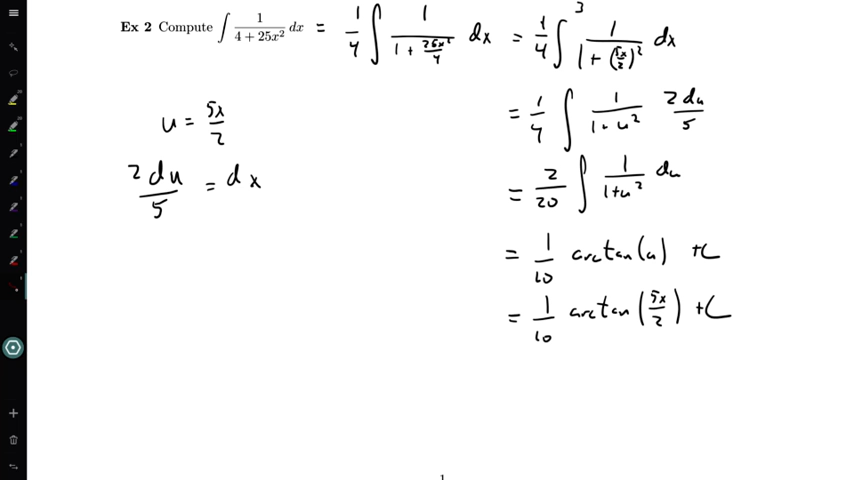 Ex 2 Compute ∫ 1/(4 + 25x²) dx = 1/4 ∫ 1/(1 + 25x²/4) dx = 1/4 ∫ 1/(1 + (5x/2)²) dx
3
u = 5x/2
= 1/4 ∫ 1/(1+u²) 2du/5
2du/5 = dx
= 2/20 ∫ 1/(1+u²) du
= 1/10 arctan(u) +C
= 1/10 arctan(5x/2) +C
1